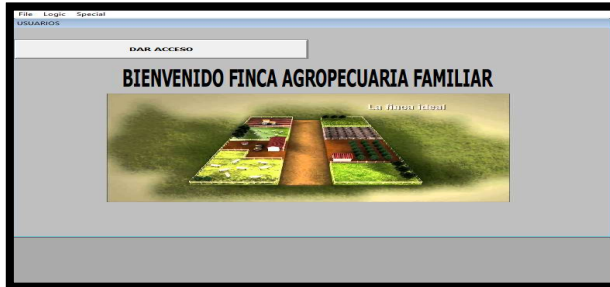 File Logic Special
USUARIOS
DAR ACCESO
BIENVENIDO FINCA AGROPECUARIA FAMILIAR
La finca ideal